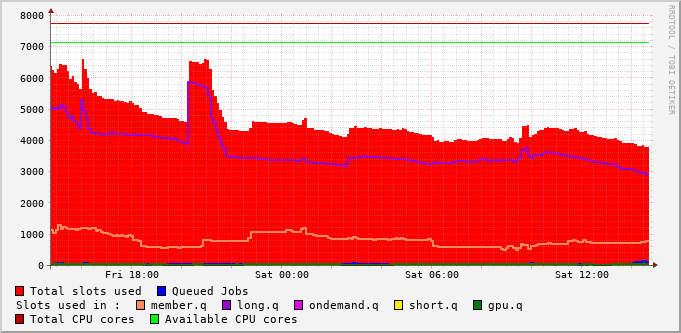 8000
7000
6000
5000
4000
3000
2000
1000
0
Fri 18:00 Sat 00:00 Sat 06:00 Sat 12:00
RRDTOOL / TOBI OETIKER
Total slots used Queued Jobs
Slots used in : member.q long.q ondemand.q short.q gpu.q
Total CPU cores Available CPU cores